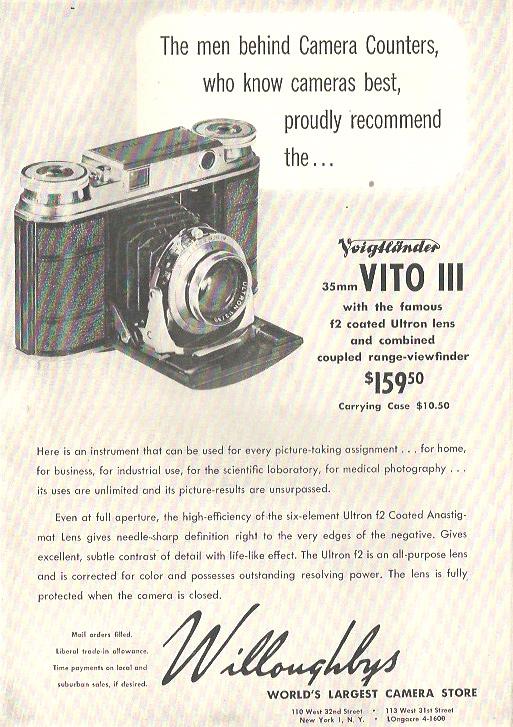 The men behind Camera Counters,
who know cameras best,
proudly recommend
the...
Voigtländer
35mm VITO III
with the famous
f2 coated Ultron lens
and combined
coupled range-viewfinder
$159.50
Carrying Case $10.50
ULTRON 1:2/50
Here is an instrument that can be used for every picture-taking assignment . . . for home,
for business, for industrial use, for the scientific laboratory, for medical photography . . .
its uses are unlimited and its picture-results are unsurpassed.
Even at full aperture, the high-efficiency of the six-element Ultron f2 Coated Anastig-
mat Lens gives needle-sharp definition right to the very edges of the negative. Gives
excellent, subtle contrast of detail with life-like effect. The Ultron f2 is an all-purpose lens
and is corrected for color and possesses outstanding resolving power. The lens is fully
protected when the camera is closed.
Mail orders filled.
Liberal trade-in allowance.
Time payments on local and
suburban sales, if desired.
Willoughbys
WORLD'S LARGEST CAMERA STORE
110 West 32nd Street • 113 West 31st Street
New York 1, N. Y. • LOngacre 4-1600